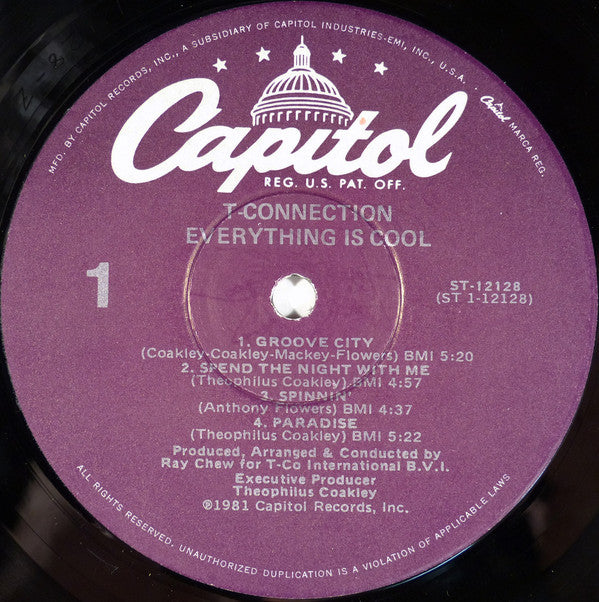 MFD. BY CAPITOL RECORDS, INC., A SUBSIDIARY OF CAPITOL INDUSTRIES-EMI, INC., U.S.A. Capitol MARCA REG.
Capitol
REG. U.S. PAT. OFF.
T-CONNECTION
EVERYTHING IS COOL
1
ST-12128
(ST 1-12128)
1. GROOVE CITY
(Coakley-Coakley-Mackey-Flowers) BMI 5:20
2. SPEND THE NIGHT WITH ME
(Theophilus Coakley) BMI 4:57
3. SPINNIN'
(Anthony Flowers) BMI 4:37
4. PARADISE
(Theophilus Coakley) BMI 5:22
Produced, Arranged & Conducted by
Ray Chew for T-Co International B.V.I.
Executive Producer
Theophilus Coakley
℗1981 Capitol Records, Inc.
ALL RIGHTS RESERVED. UNAUTHORIZED DUPLICATION IS A VIOLATION OF APPLICABLE LAWS